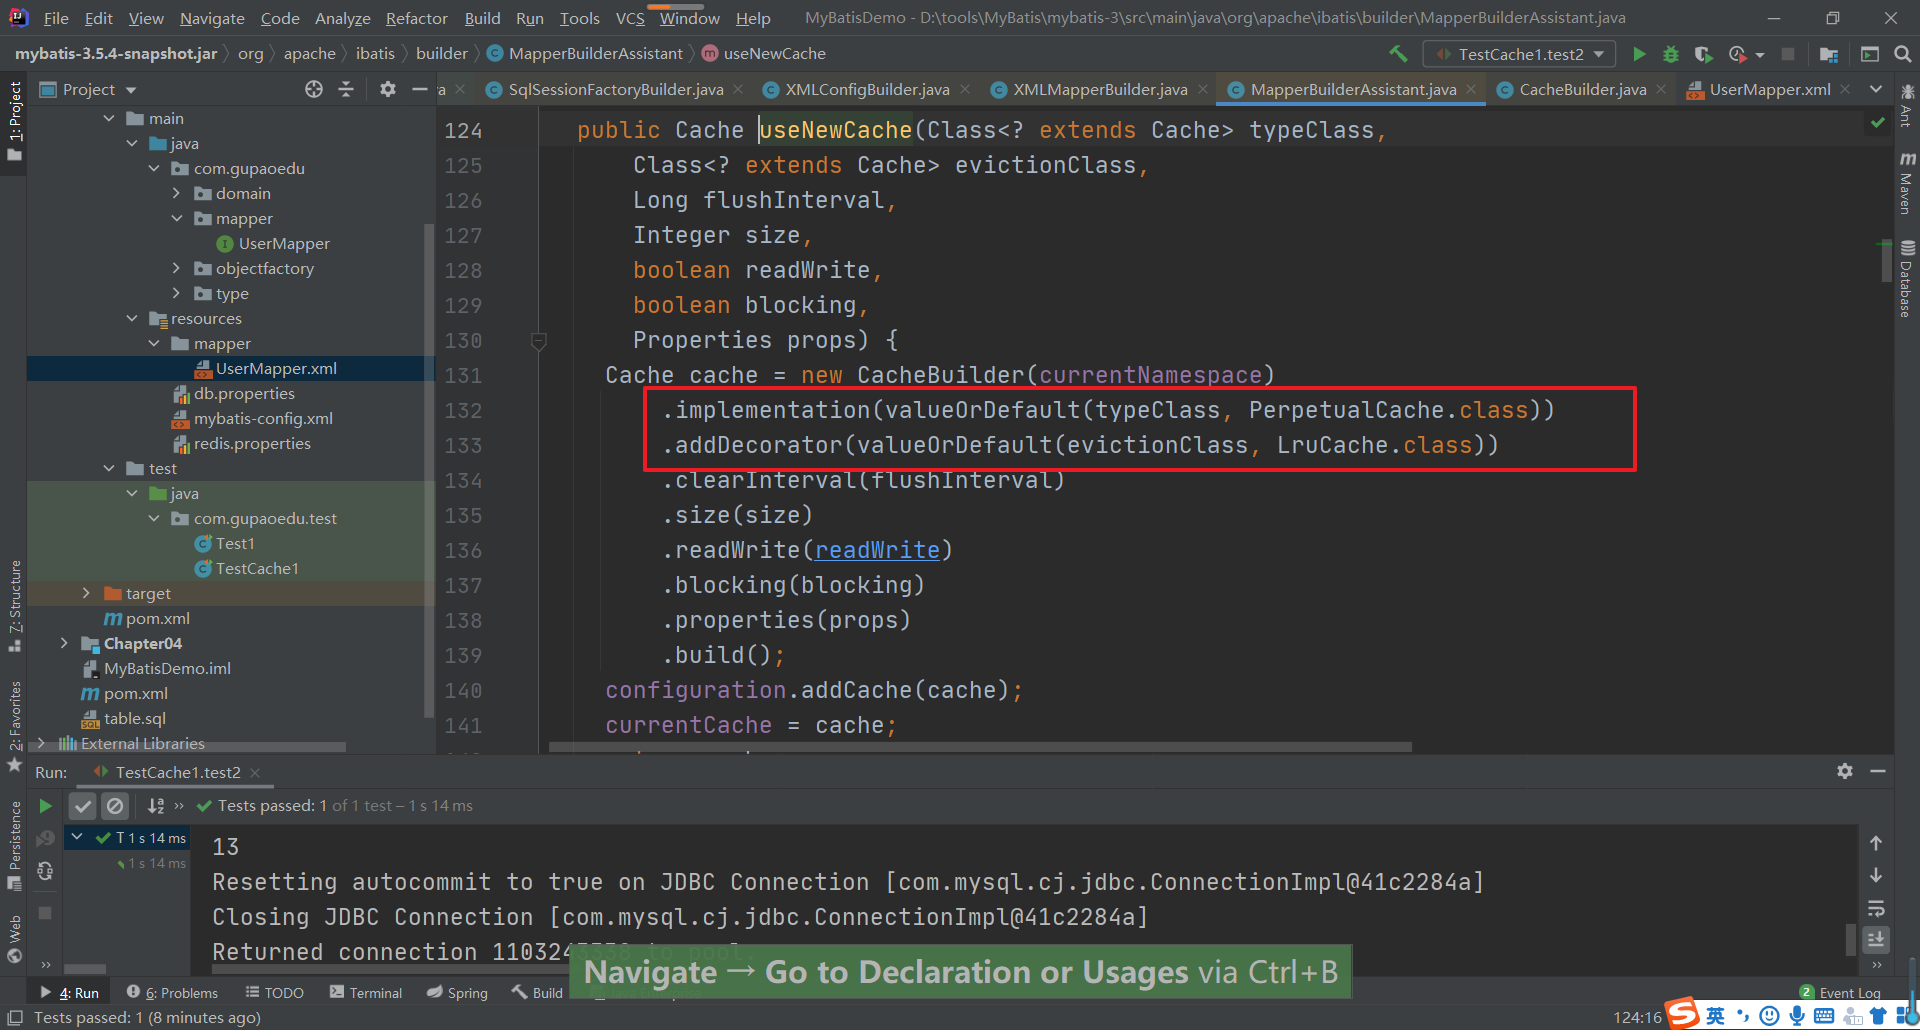 File Edit View Navigate Code Analyze Refactor Build Run Tools VCS Window Help MyBatisDemo - D:\tools\MyBatis\mybatis-3\src\main\java\org\apache\ibatis\builder\MapperBuilderAssistant.java
mybatis-3.5.4-snapshot.jar org apache ibatis builder MapperBuilderAssistant useNewCache TestCache1.test2
Project
SqlSessionFactoryBuilder.java XMLConfigBuilder.java XMLMapperBuilder.java MapperBuilderAssistant.java CacheBuilder.java UserMapper.xml
1: Project
7: Structure
2: Favorites
Persistence
Web
main
java
com.gupaoedu
domain
mapper
UserMapper
objectfactory
type
resources
mapper
UserMapper.xml
db.properties
mybatis-config.xml
redis.properties
test
java
com.gupaoedu.test
Test1
TestCache1
target
pom.xml
Chapter04
MyBatisDemo.iml
pom.xml
table.sql
External Libraries
124 public Cache useNewCache(Class<? extends Cache> typeClass,
125 Class<? extends Cache> evictionClass,
126 Long flushInterval,
127 Integer size,
128 boolean readWrite,
129 boolean blocking,
130 Properties props) {
131 Cache cache = new CacheBuilder(currentNamespace)
132 .implementation(valueOrDefault(typeClass, PerpetualCache.class))
133 .addDecorator(valueOrDefault(evictionClass, LruCache.class))
134 .clearInterval(flushInterval)
135 .size(size)
136 .readWrite(readWrite)
137 .blocking(blocking)
138 .properties(props)
139 .build();
140 configuration.addCache(cache);
141 currentCache = cache;
Ant
Maven
Database
Run: TestCache1.test2
Tests passed: 1 of 1 test – 1 s 14 ms
T 1 s 14 ms
1 s 14 ms
13
Resetting autocommit to true on JDBC Connection [com.mysql.cj.jdbc.ConnectionImpl@41c2284a]
Closing JDBC Connection [com.mysql.cj.jdbc.ConnectionImpl@41c2284a]
Returned connection 1103243338 to pool.
Navigate → Go to Declaration or Usages via Ctrl+B
4: Run 6: Problems TODO Terminal Spring Build 2 Event Log
Tests passed: 1 (8 minutes ago) 124:16 英